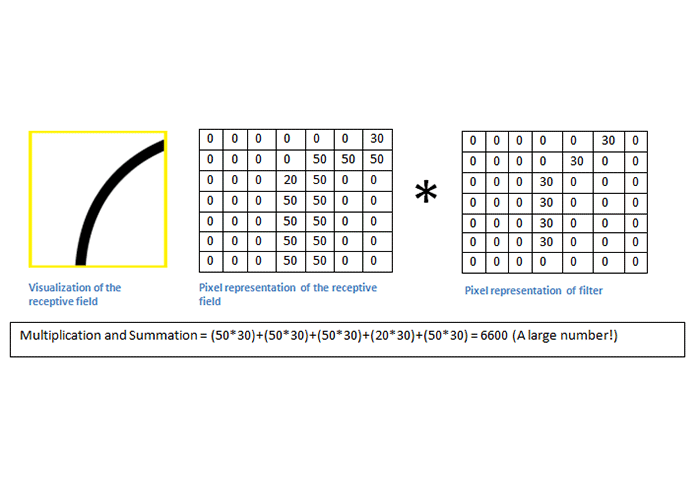 0 0 0 0 0 0 30
0 0 0 0 50 50 50
0 0 0 20 50 0 0
0 0 0 50 50 0 0
0 0 0 50 50 0 0
0 0 0 50 50 0 0
0 0 0 50 50 0 0
*
0 0 0 0 0 30 0
0 0 0 0 30 0 0
0 0 0 30 0 0 0
0 0 0 30 0 0 0
0 0 0 30 0 0 0
0 0 0 30 0 0 0
0 0 0 0 0 0 0
Visualization of the
receptive field
Pixel representation of the receptive
field
Pixel representation of filter
Multiplication and Summation = (50*30)+(50*30)+(50*30)+(20*30)+(50*30) = 6600 (A large number!)